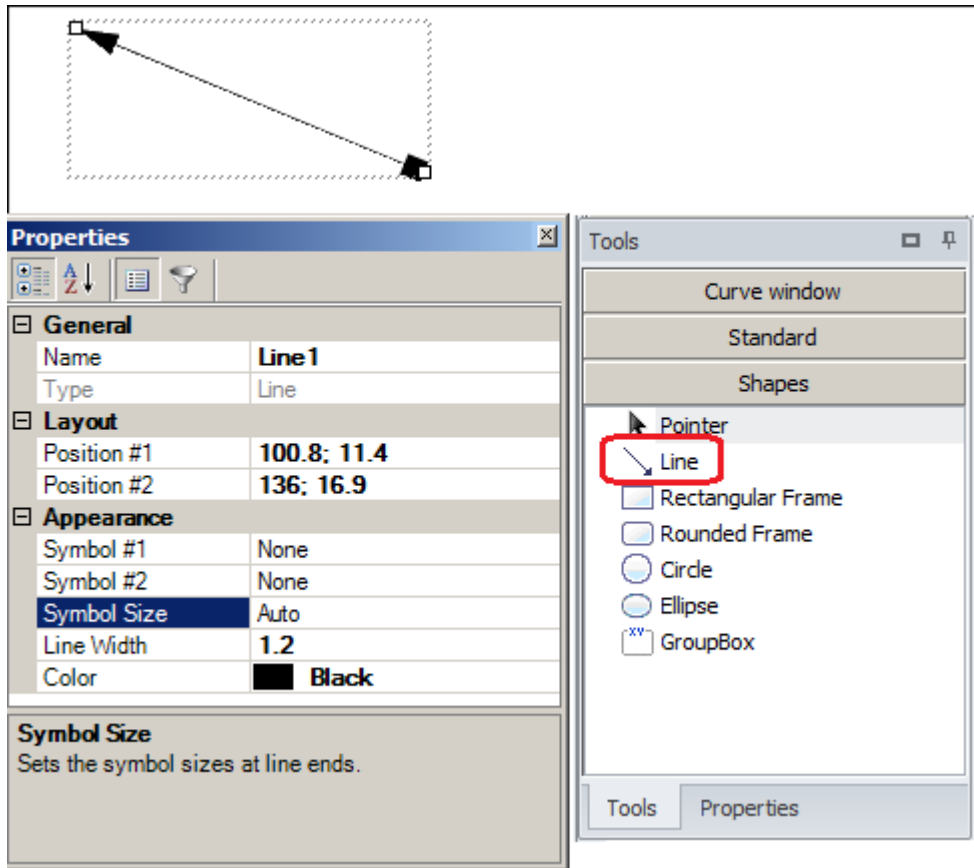 Properties
A
Z
General
Name Line1
Type Line
Layout
Position #1 100.8; 11.4
Position #2 136; 16.9
Appearance
Symbol #1 None
Symbol #2 None
Symbol Size Auto
Line Width 1.2
Color Black
Symbol Size
Sets the symbol sizes at line ends.
Tools
Curve window
Standard
Shapes
Pointer
Line
Rectangular Frame
Rounded Frame
Circle
Ellipse
XY
GroupBox
Tools Properties